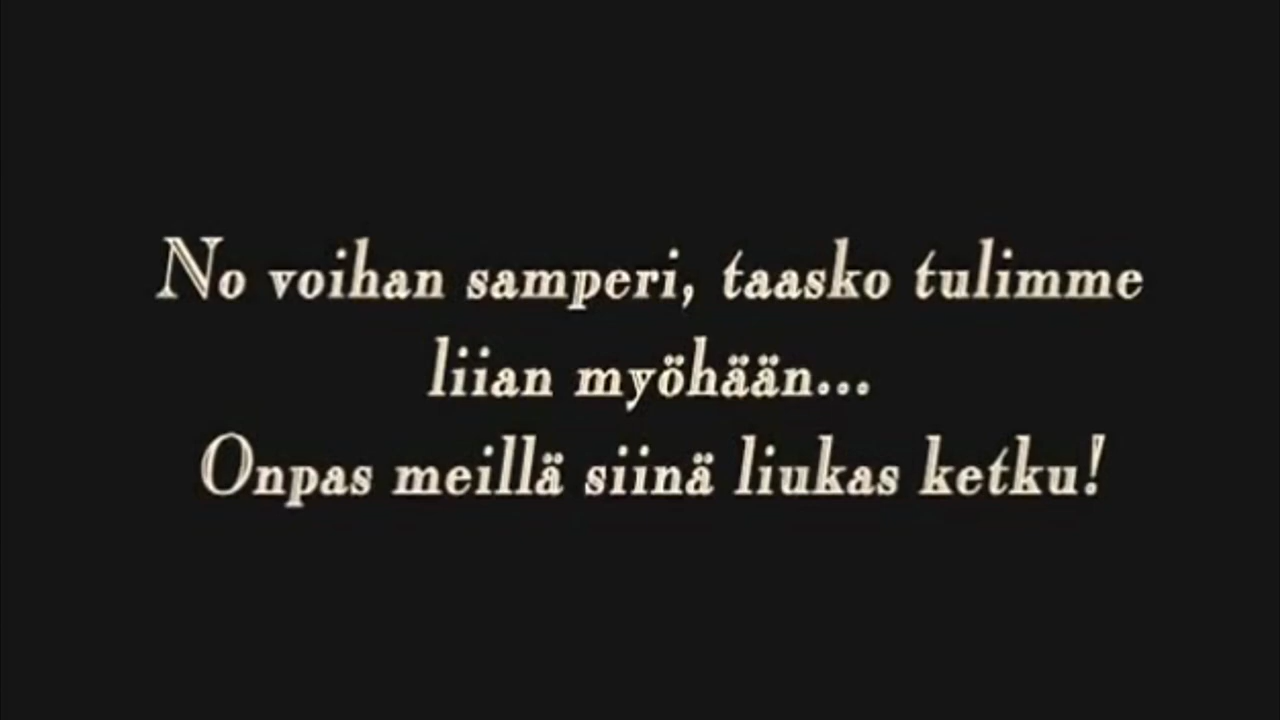 No voihan samperi, taasko tulimme
liian myöhään...
Onpas meillä siinä liukas ketku!